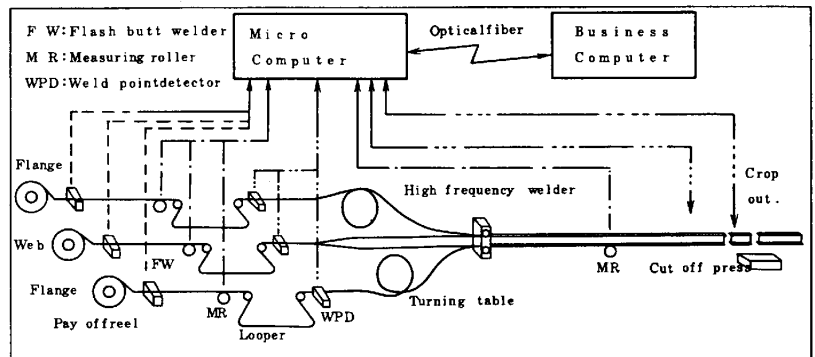 F W:Flash butt welder
M R:Measuring roller
WPD:Weld pointdetector
Micro
Computer
Opticalfiber
Business
Computer
Flange
High frequency welder
Crop
out.
Web
FW
MR
Cut off press
Flange
MR
WPD
Turning table
Pay offreel
Looper